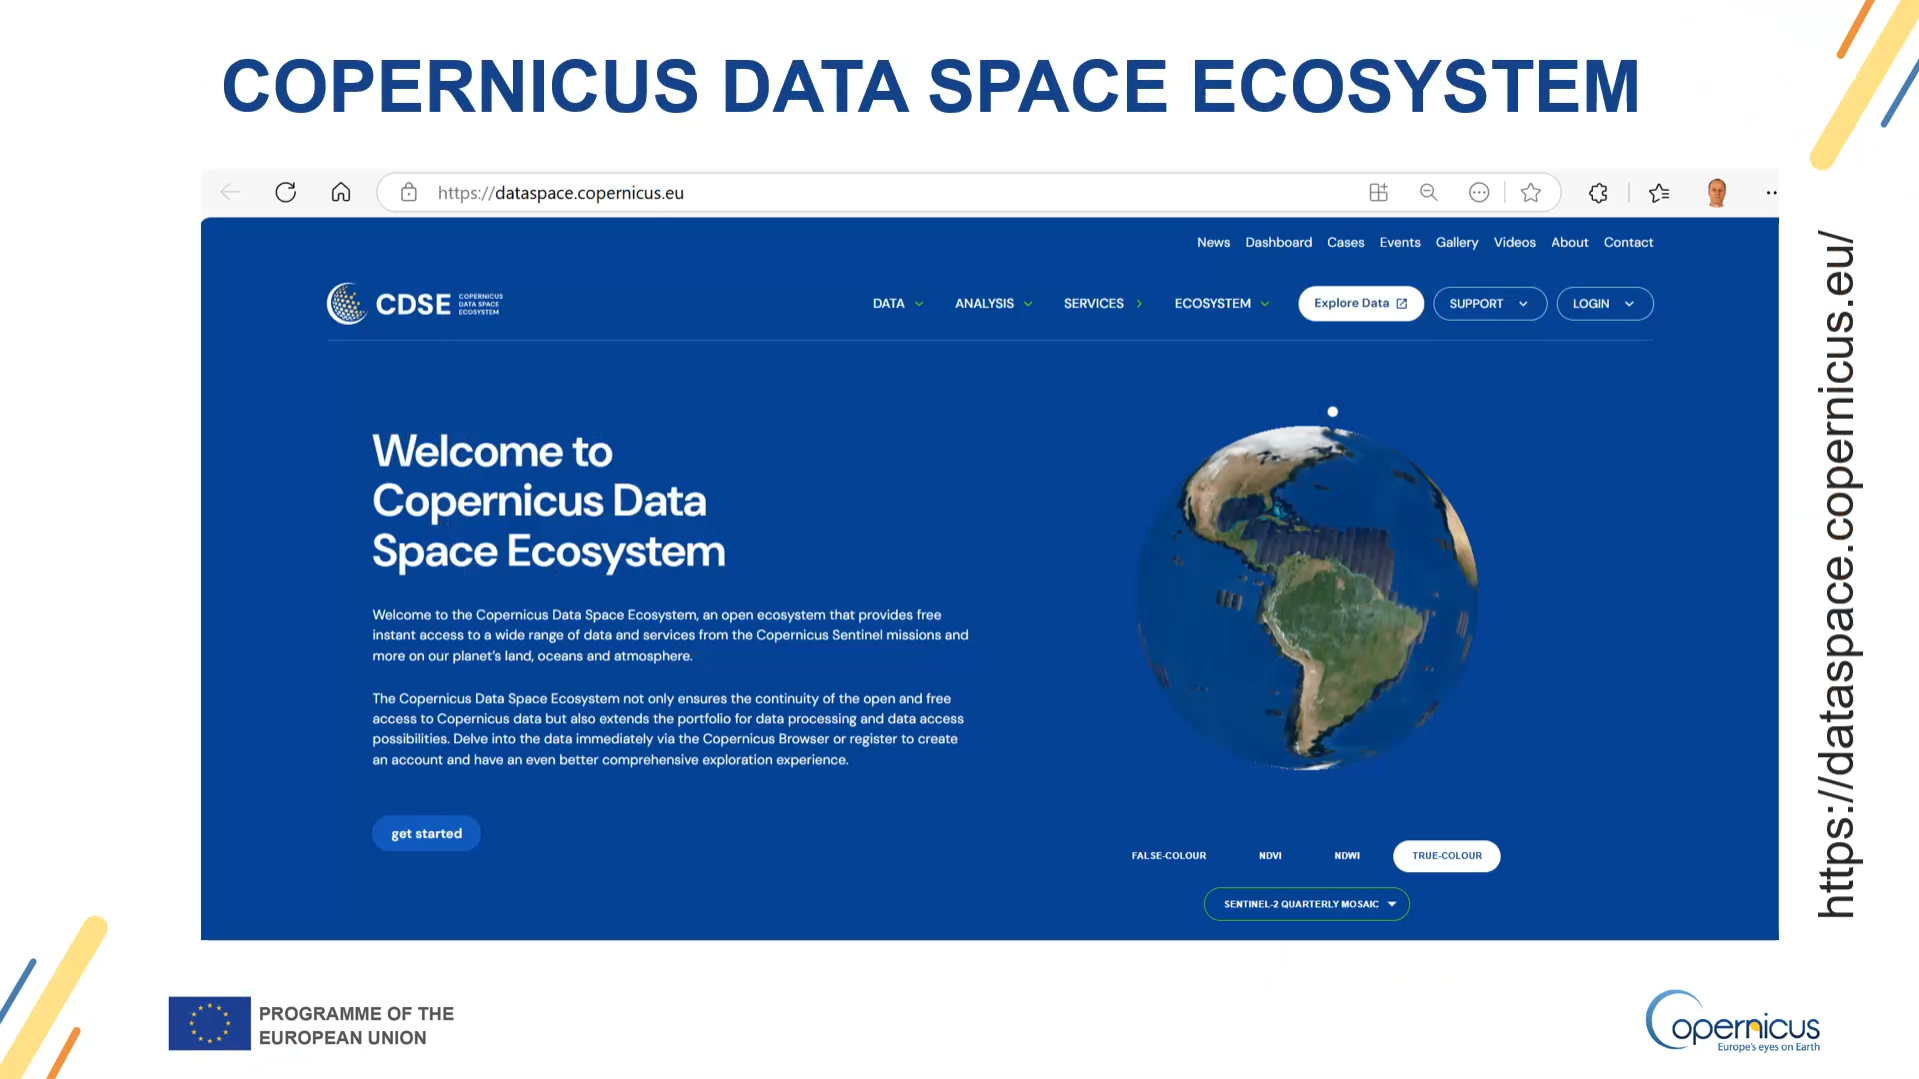 COPERNICUS DATA SPACE ECOSYSTEM
https://dataspace.copernicus.eu
News Dashboard Cases Events Gallery Videos About Contact
CDSE COPERNICUS
DATA SPACE
ECOSYSTEM
DATA ANALYSIS SERVICES ECOSYSTEM Explore Data SUPPORT LOGIN
Welcome to
Copernicus Data
Space Ecosystem
Welcome to the Copernicus Data Space Ecosystem, an open ecosystem that provides free
instant access to a wide range of data and services from the Copernicus Sentinel missions and
more on our planet's land, oceans and atmosphere.
The Copernicus Data Space Ecosystem not only ensures the continuity of the open and free
access to Copernicus data but also extends the portfolio for data processing and data access
possibilities. Delve into the data immediately via the Copernicus Browser or register to create
an account and have an even better comprehensive exploration experience.
get started
FALSE-COLOUR NDVI NDWI TRUE-COLOUR
SENTINEL-2 QUARTERLY MOSAIC
https://dataspace.copernicus.eu/
PROGRAMME OF THE
EUROPEAN UNION
Copernicus
Europe's eyes on Earth